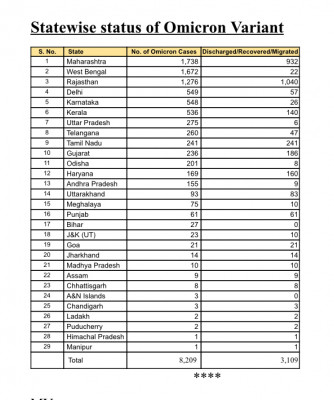 Statewise status of Omicron Variant
S. No. State No. of Omicron Cases Discharged/Recovered/Migrated
1 Maharashtra 1,738 932
2 West Bengal 1,672 22
3 Rajasthan 1,276 1,040
4 Delhi 549 57
5 Karnataka 548 26
6 Kerala 536 140
7 Uttar Pradesh 275 6
8 Telangana 260 47
9 Tamil Nadu 241 241
10 Gujarat 236 186
11 Odisha 201 8
12 Haryana 169 160
13 Andhra Pradesh 155 9
14 Uttarakhand 93 83
15 Meghalaya 75 10
16 Punjab 61 61
17 Bihar 27 0
18 J&K (UT) 23 10
19 Goa 21 21
20 Jharkhand 14 14
21 Madhya Pradesh 10 10
22 Assam 9 9
23 Chhattisgarh 8 8
24 A&N Islands 3 0
25 Chandigarh 3 3
26 Ladakh 2 2
27 Puducherry 2 2
28 Himachal Pradesh 1 1
29 Manipur 1 1
Total 8,209 3,109
****